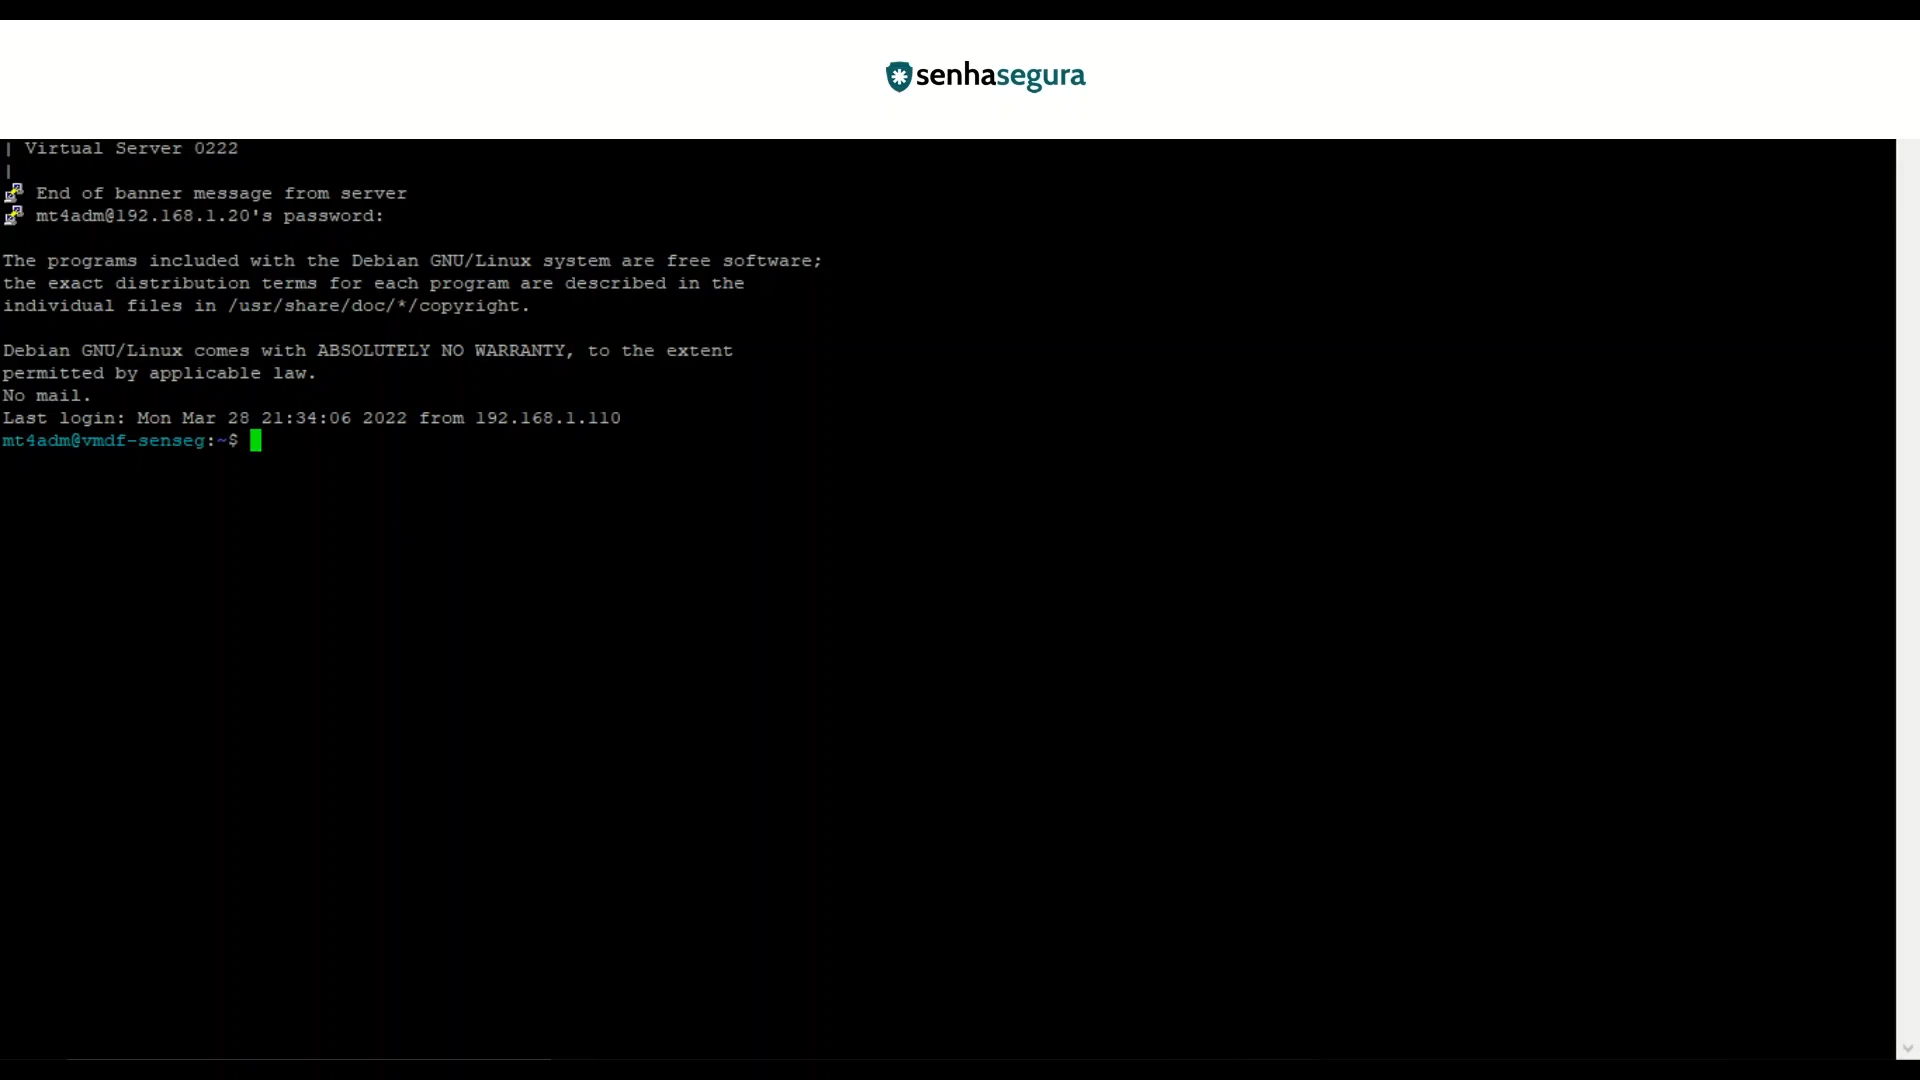 senhasegura
| Virtual Server 0222
|
End of banner message from server
mt4adm@192.168.1.20's password:
The programs included with the Debian GNU/Linux system are free software;
the exact distribution terms for each program are described in the
individual files in /usr/share/doc/*/copyright.
Debian GNU/Linux comes with ABSOLUTELY NO WARRANTY, to the extent
permitted by applicable law.
No mail.
Last login: Mon Mar 28 21:34:06 2022 from 192.168.1.110
mt4adm@vmdf-senseg:~$